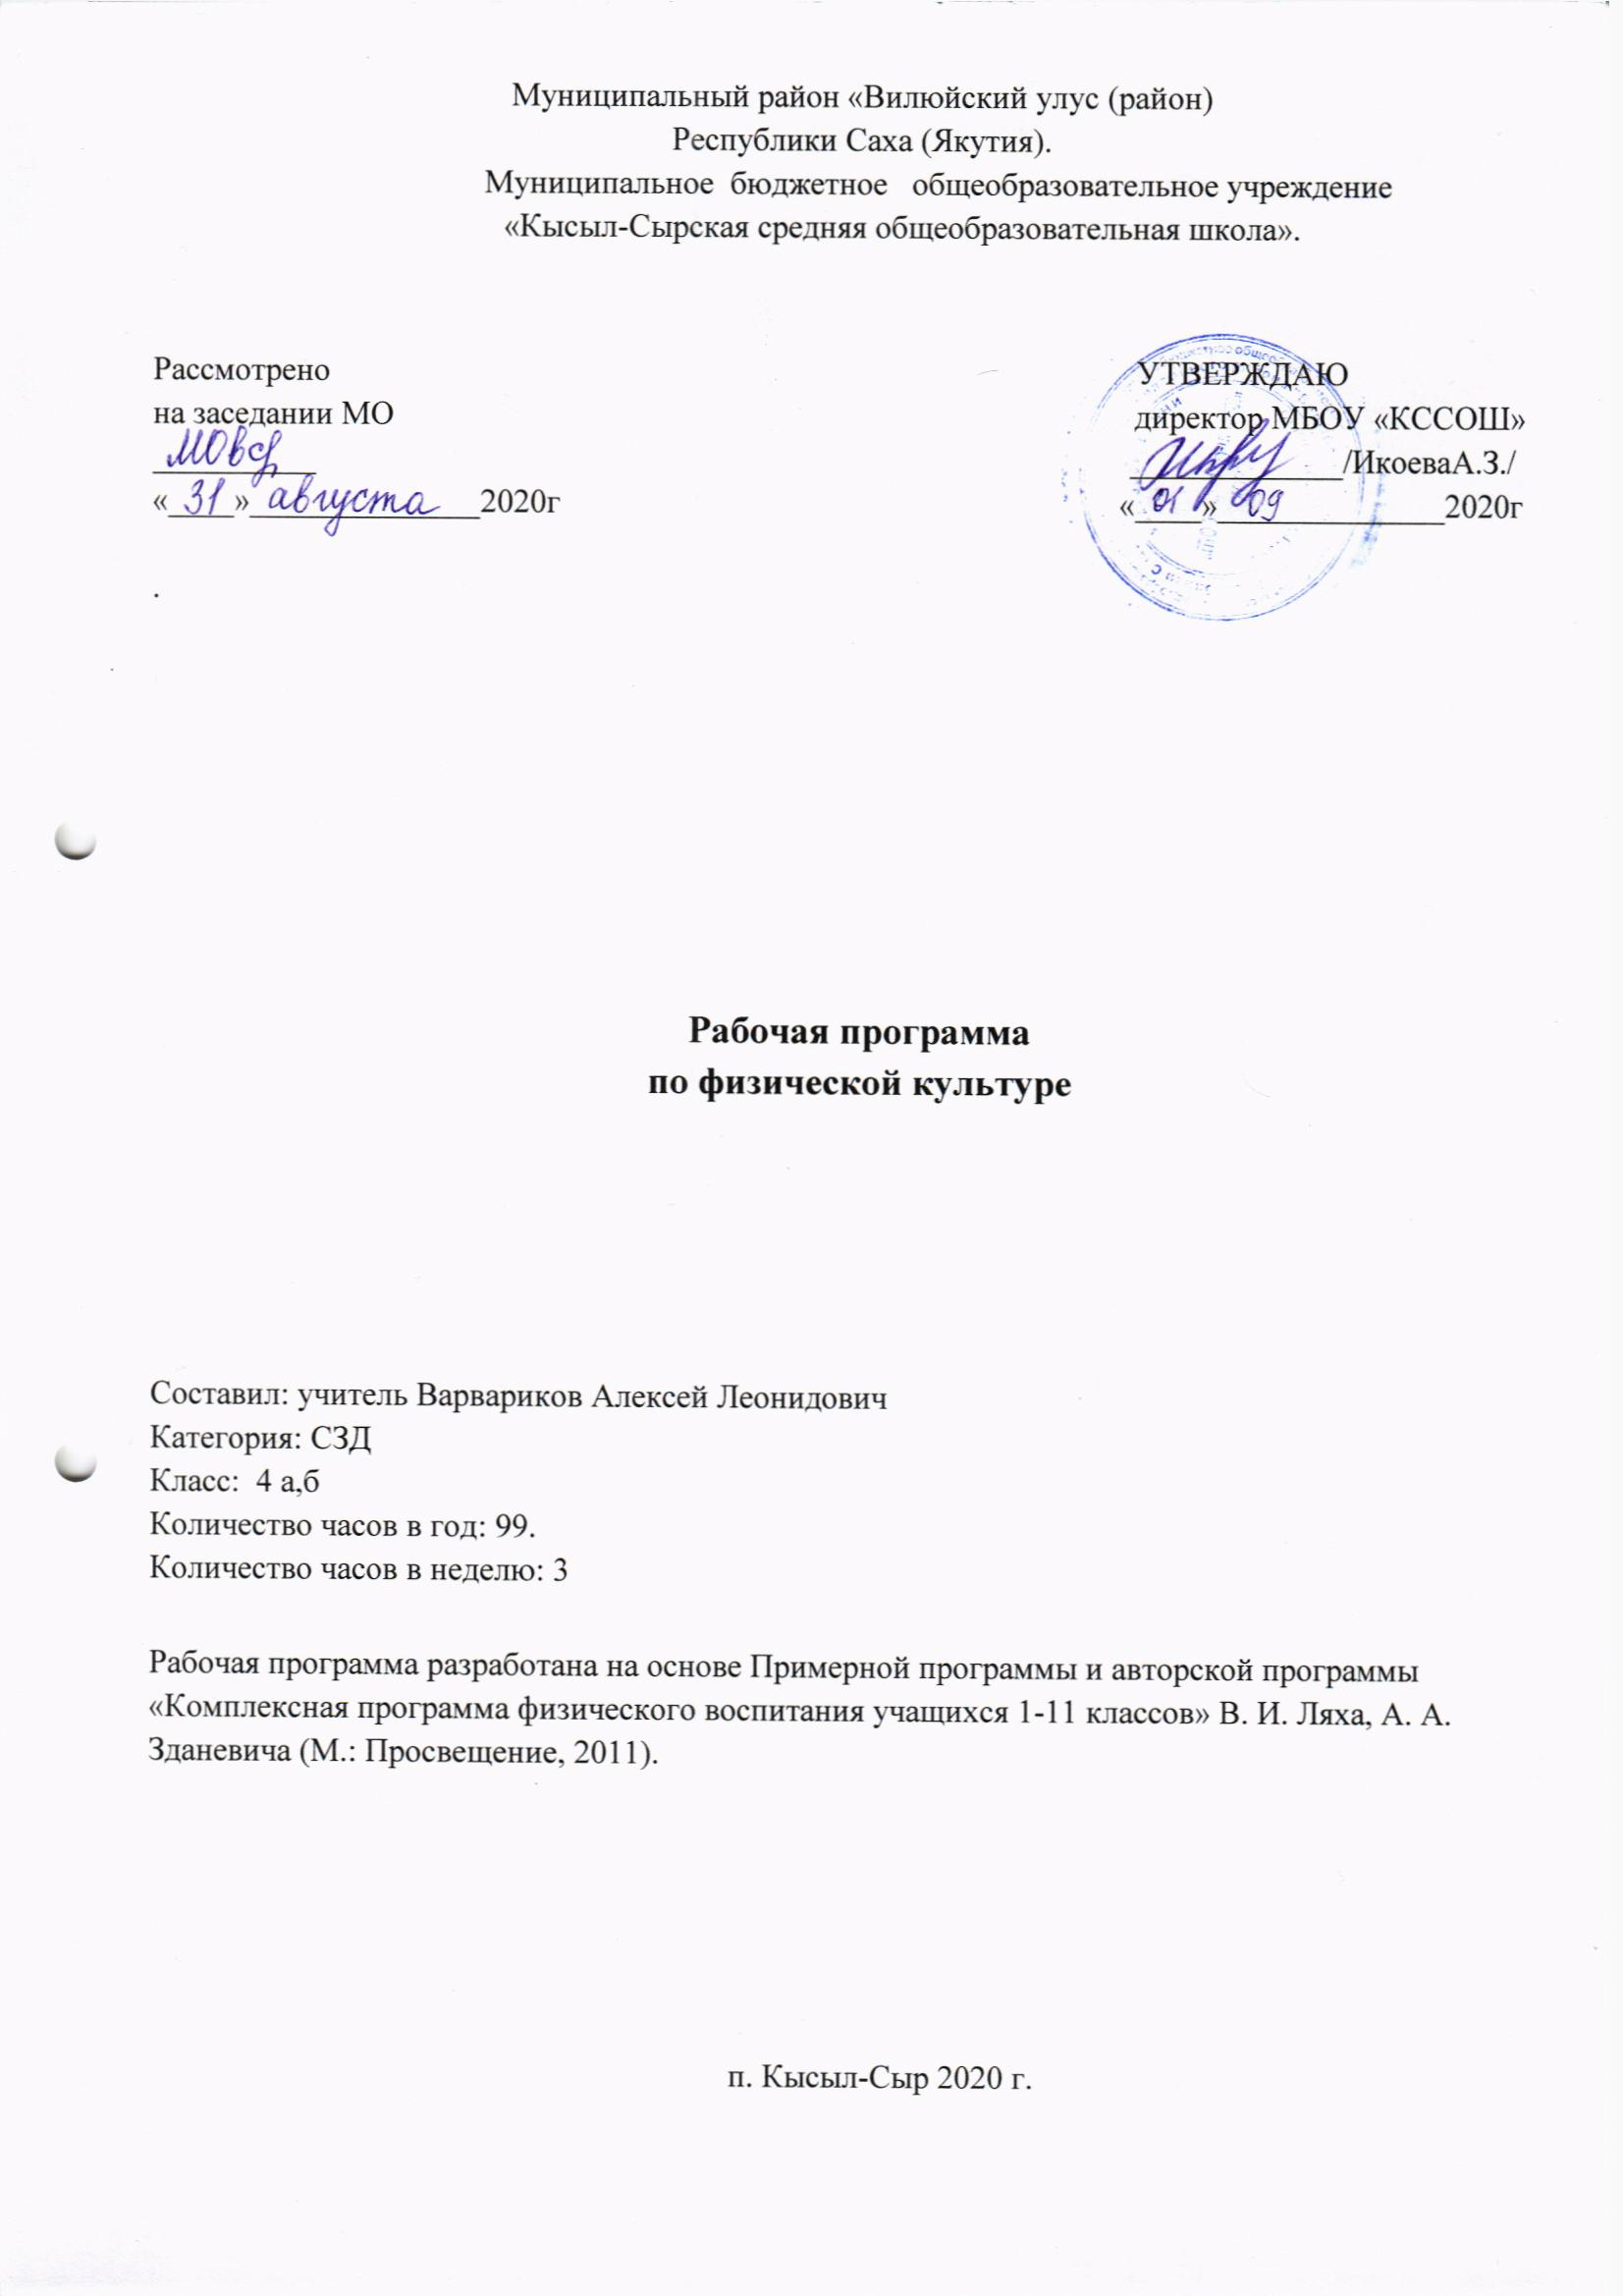 Муниципальный район «Вилюйский улус (район)
Республики Саха (Якутия).
Муниципальное бюджетное общеобразовательное учреждение
«Кысыл-Сырская средняя общеобразовательная школа».
Рассмотрено
на заседании МО
«31» августа 2020г
.
УТВЕРЖДАЮ
директор МБОУ «КССОШ»
/ИкоеваА.З./
«01» 09 2020г
Рабочая программа
по физической культуре
Составил: учитель Варвариков Алексей Леонидович
Категория: СЗД
Класс: 4 а,б
Количество часов в год: 99.
Количество часов в неделю: 3
Рабочая программа разработана на основе Примерной программы и авторской программы
«Комплексная программа физического воспитания учащихся 1-11 классов» В. И. Ляха, А. А.
Зданевича (М.: Просвещение, 2011).
п. Кысыл-Сыр 2020 г.